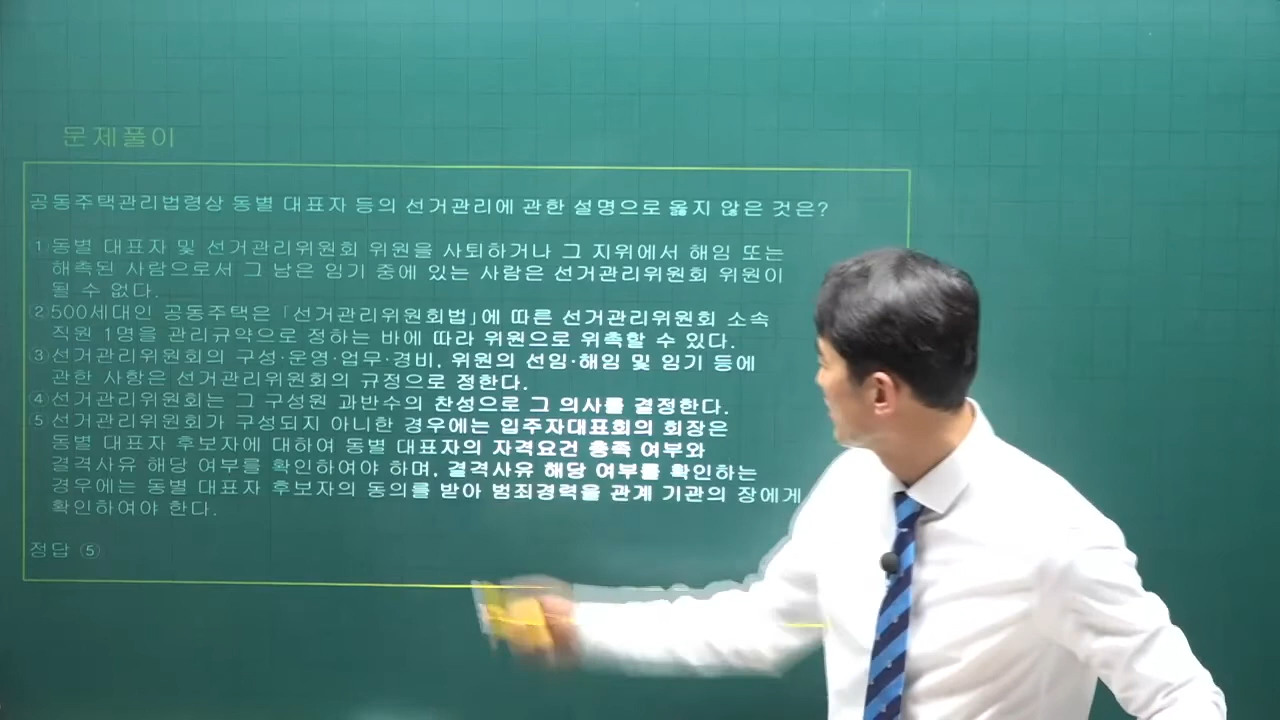 문제풀이
공동주택관리법령상 동별 대표자 등의 선거관리에 관한 설명으로 옳지 않은 것은?
①동별 대표자 및 선거관리위원회 위원을 사퇴하거나 그 지위에서 해임 또는
해촉된 사람으로서 그 남은 임기 중에 있는 사람은 선거관리위원회 위원이
될 수 없다.
②500세대인 공동주택은 「선거관리위원회법」에 따른 선거관리위원회 소속
직원 1명을 관리규약으로 정하는 바에 따라 위원으로 위촉할 수 있다.
③선거관리위원회의 구성·운영·업무·경비, 위원의 선임·해임 및 임기 등에
관한 사항은 선거관리위원회의 규정으로 정한다.
④선거관리위원회는 그 구성원 과반수의 찬성으로 그 의사를 결정한다.
⑤선거관리위원회가 구성되지 아니한 경우에는 입주자대표회의 회장은
동별 대표자 후보자에 대하여 동별 대표자의 자격요건 충족 여부와
결격사유 해당 여부를 확인하여야 하며, 결격사유 해당 여부를 확인하는
경우에는 동별 대표자 후보자의 동의를 받아 범죄경력을 관계 기관의 장에게
확인하여야 한다.
정답 ⑤